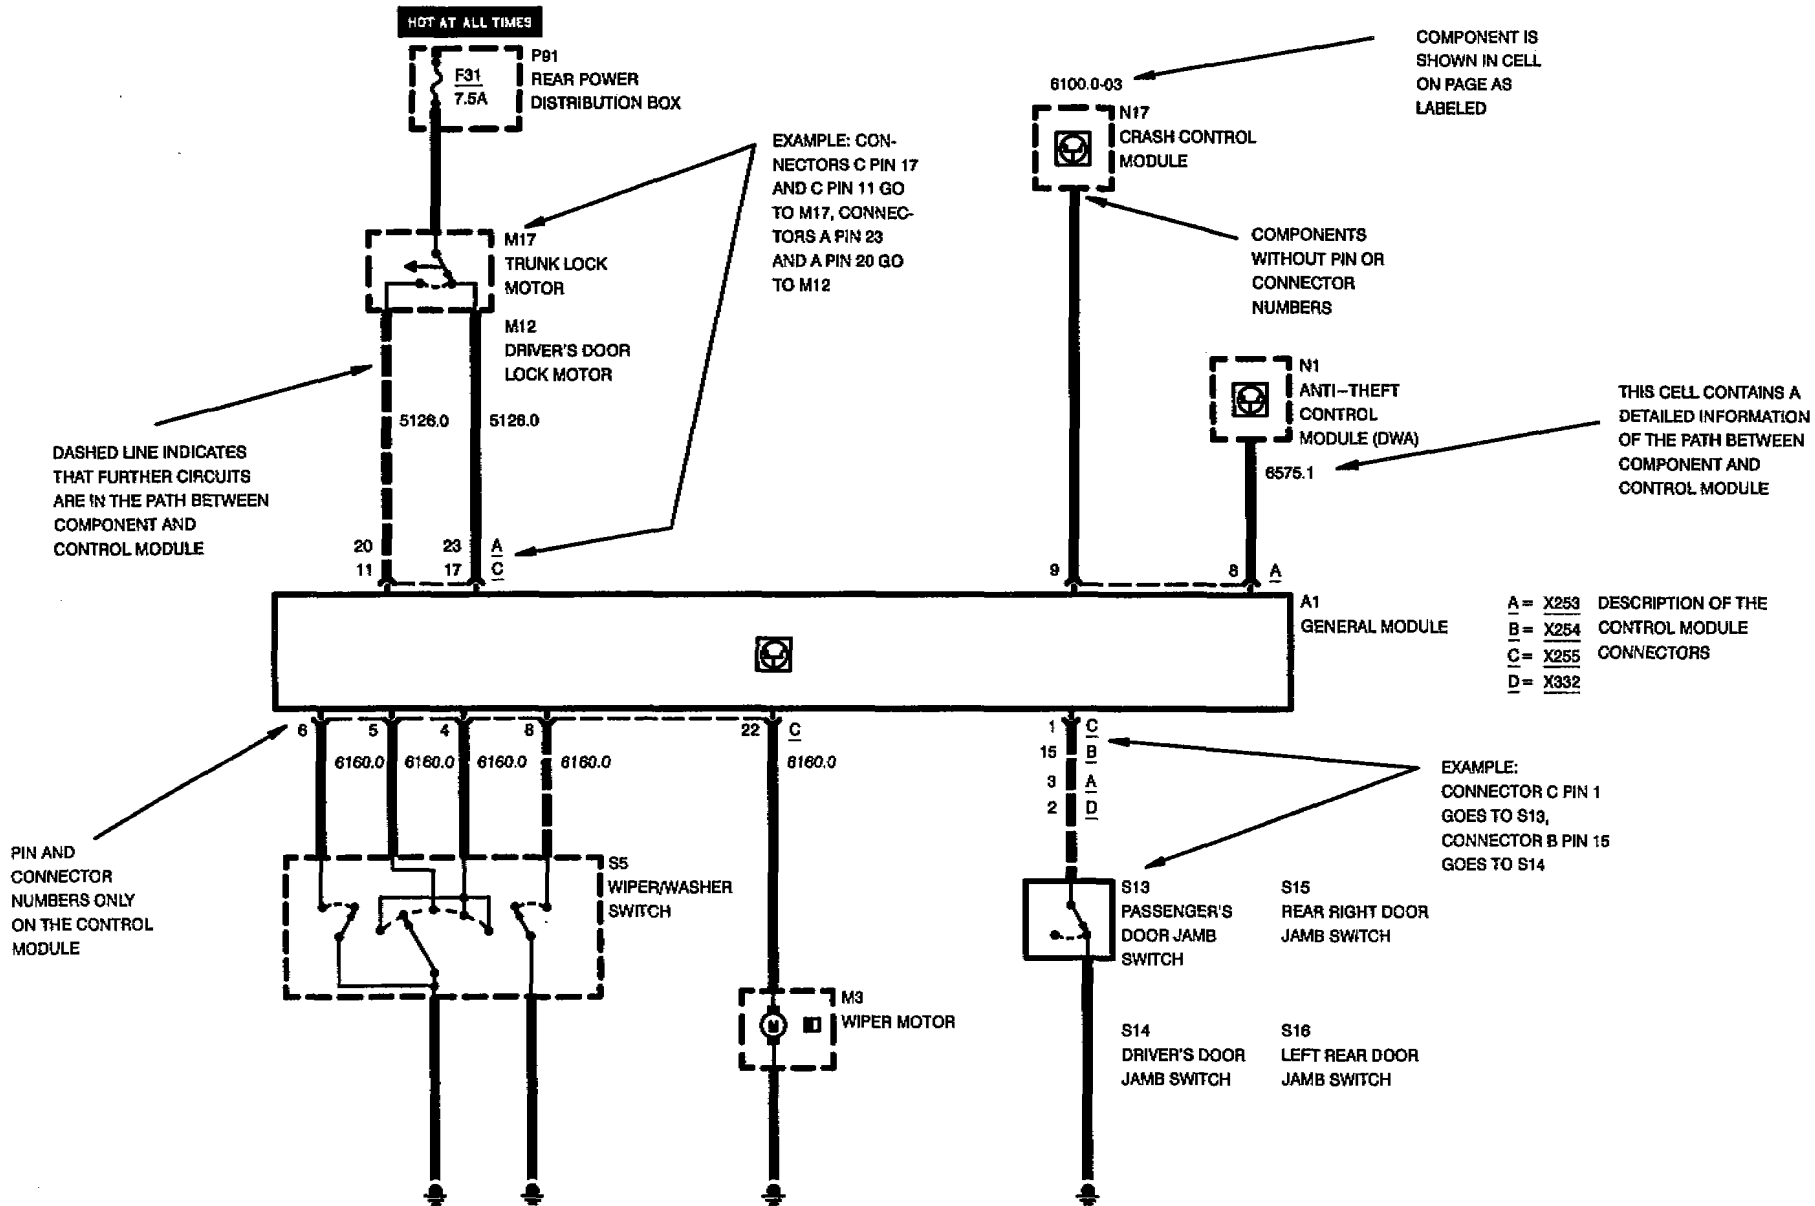 HOT AT ALL TIMES
P91
REAR POWER
DISTRIBUTION BOX
F31
7.5A
COMPONENT IS
SHOWN IN CELL
ON PAGE AS
LABELED
6100.0-03
N17
CRASH CONTROL
MODULE
EXAMPLE: CON-
NECTORS C PIN 17
AND C PIN 11 GO
TO M17, CONNEC-
TORS A PIN 23
AND A PIN 20 GO
TO M12
M17
TRUNK LOCK
MOTOR
COMPONENTS
WITHOUT PIN OR
CONNECTOR
NUMBERS
M12
DRIVER'S DOOR
LOCK MOTOR
5126.0
5126.0
N1
ANTI-THEFT
CONTROL
MODULE (DWA)
6575.1
THIS CELL CONTAINS A
DETAILED INFORMATION
OF THE PATH BETWEEN
COMPONENT AND
CONTROL MODULE
DASHED LINE INDICATES
THAT FURTHER CIRCUITS
ARE IN THE PATH BETWEEN
COMPONENT AND
CONTROL MODULE
20 23 A
11 17 C
9 8 A
A1
GENERAL MODULE
A = X253 DESCRIPTION OF THE
B = X254 CONTROL MODULE
C = X255 CONNECTORS
D = X332
6 5 4 8 22 C
6160.0 6160.0 6160.0 6160.0 6160.0
1 C
15 B
3 A
2 D
EXAMPLE:
CONNECTOR C PIN 1
GOES TO S13,
CONNECTOR B PIN 15
GOES TO S14
PIN AND
CONNECTOR
NUMBERS ONLY
ON THE CONTROL
MODULE
S5
WIPER/WASHER
SWITCH
M
M3
WIPER MOTOR
S13
PASSENGER'S
DOOR JAMB
SWITCH
S15
REAR RIGHT DOOR
JAMB SWITCH
S14
DRIVER'S DOOR
JAMB SWITCH
S16
LEFT REAR DOOR
JAMB SWITCH